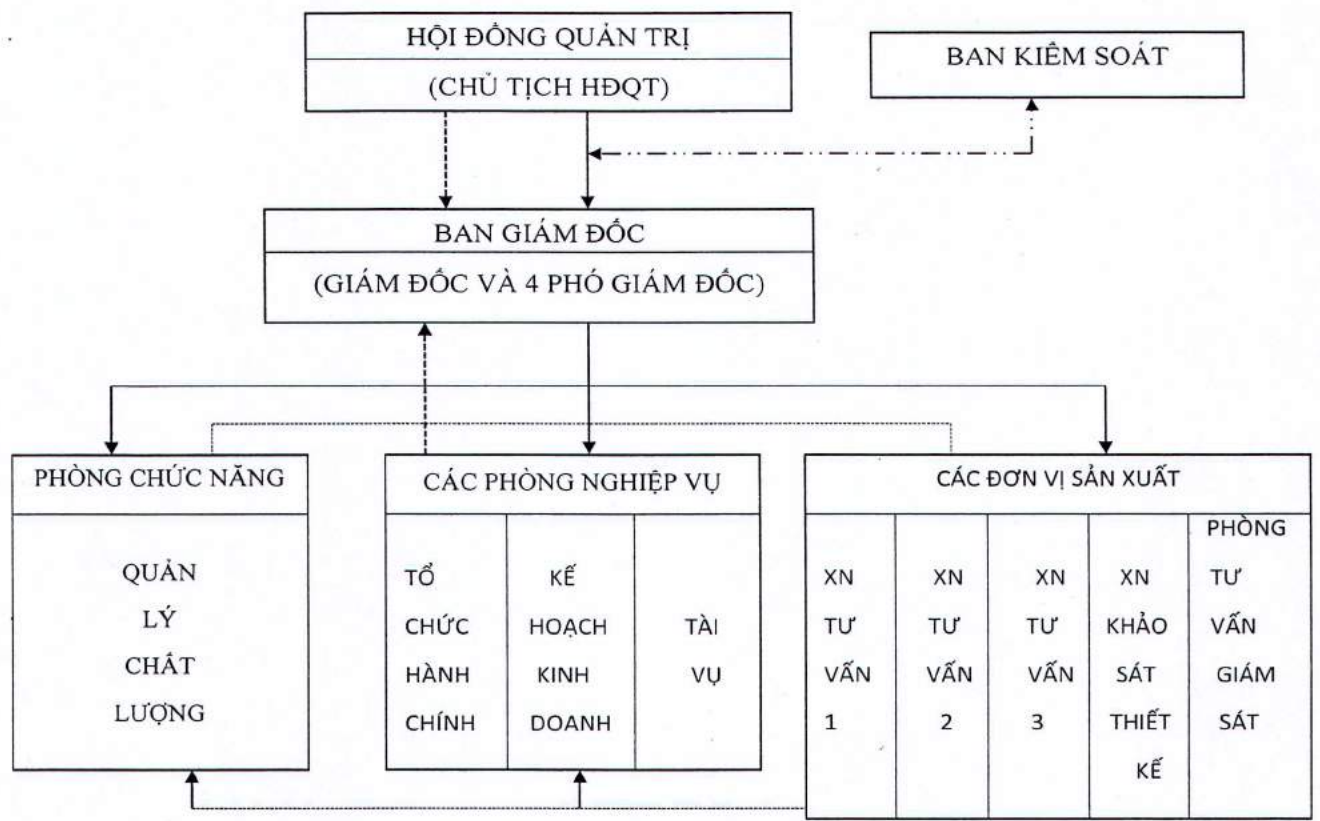 HỘI ĐỒNG QUẢN TRỊ
(CHỦ TỊCH HĐQT)
BAN KIỂM SOÁT
BAN GIÁM ĐỐC
(GIÁM ĐỐC VÀ 4 PHÓ GIÁM ĐỐC)
PHÒNG CHỨC NĂNG
QUẢN
LÝ
CHẤT
LƯỢNG
CÁC PHÒNG NGHIỆP VỤ
TỔ
CHỨC
HÀNH
CHÍNH
KẾ
HOẠCH
KINH
DOANH
TÀI
VỤ
CÁC ĐƠN VỊ SẢN XUẤT
XN
TƯ
VẤN
1
XN
TƯ
VẤN
2
XN
TƯ
VẤN
3
XN
KHẢO
SÁT
THIẾT
KẾ
PHÒNG
TƯ
VẤN
GIÁM
SÁT